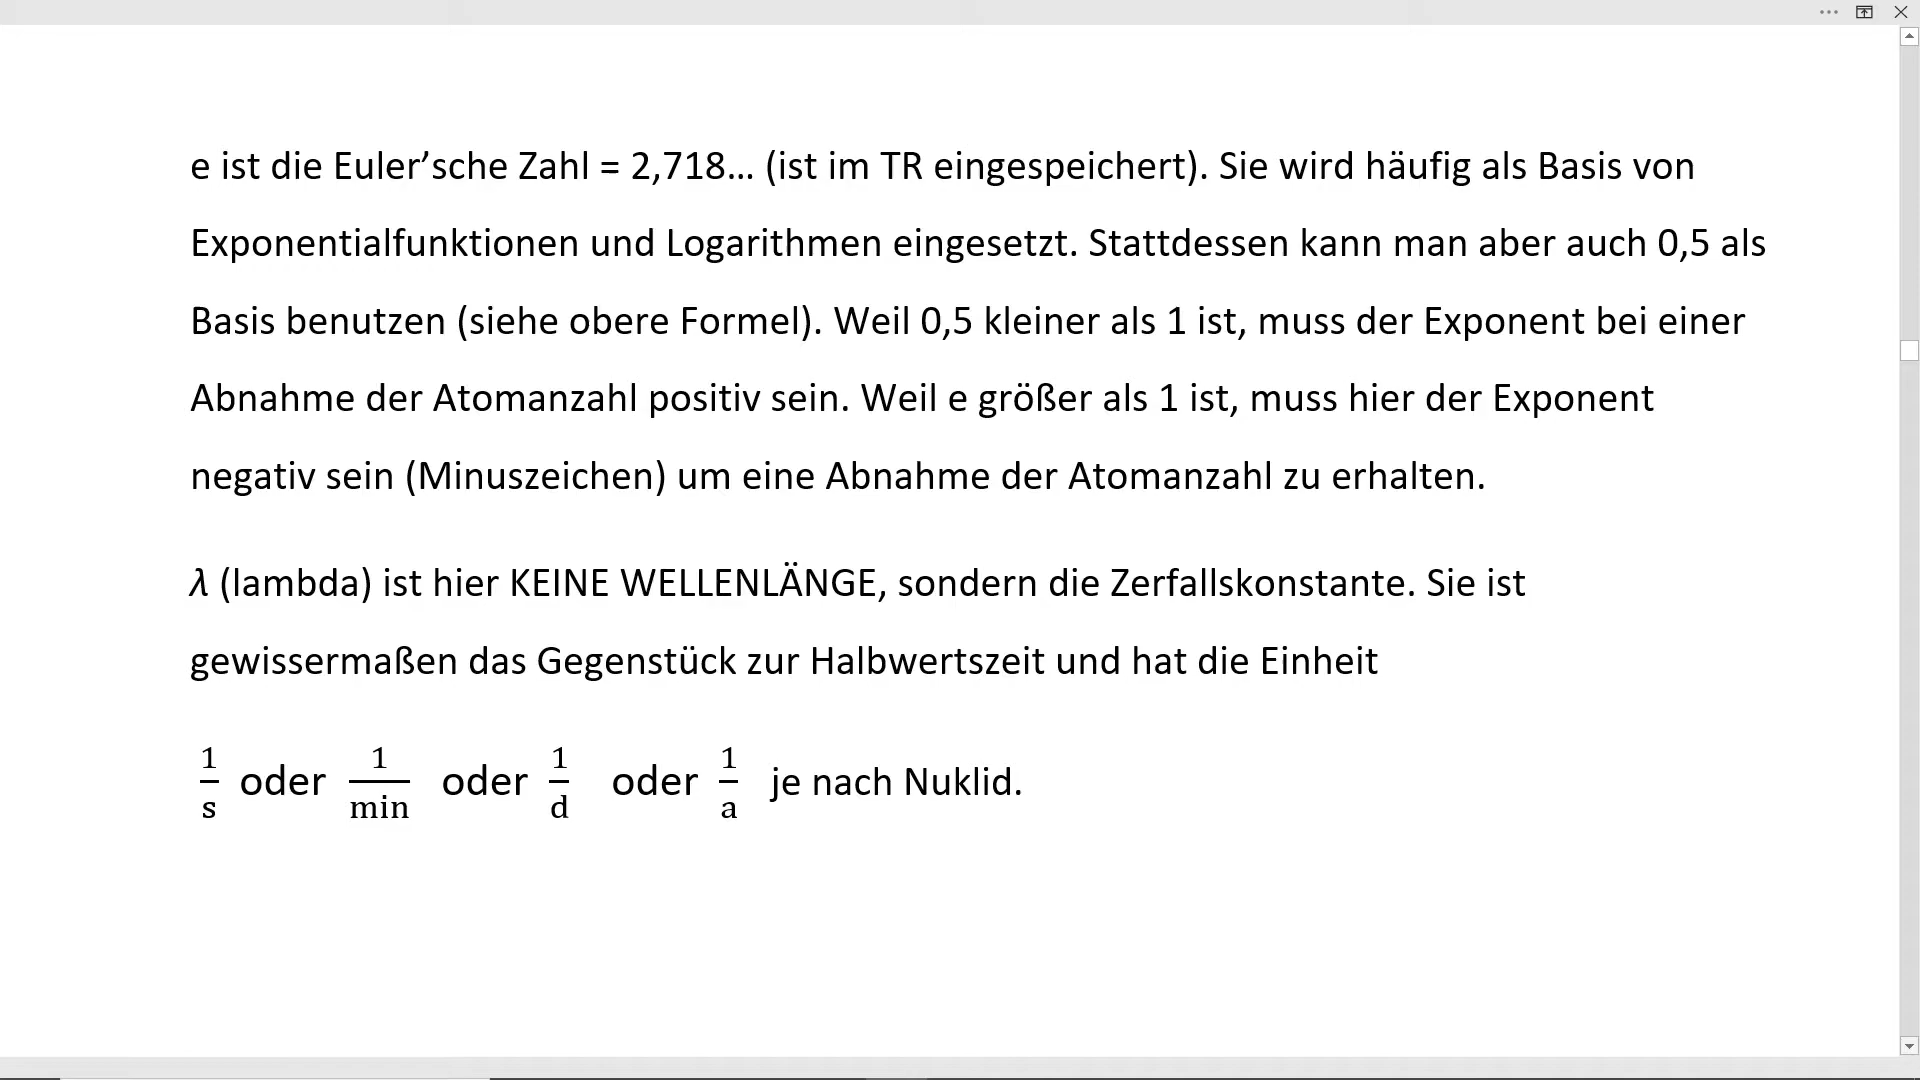 e ist die Euler’sche Zahl = 2,718… (ist im TR eingespeichert). Sie wird häufig als Basis von
Exponentialfunktionen und Logarithmen eingesetzt. Stattdessen kann man aber auch 0,5 als
Basis benutzen (siehe obere Formel). Weil 0,5 kleiner als 1 ist, muss der Exponent bei einer
Abnahme der Atomanzahl positiv sein. Weil e größer als 1 ist, muss hier der Exponent
negativ sein (Minuszeichen) um eine Abnahme der Atomanzahl zu erhalten.
λ (lambda) ist hier KEINE WELLENLÄNGE, sondern die Zerfallskonstante. Sie ist
gewissermaßen das Gegenstück zur Halbwertszeit und hat die Einheit
1/s oder 1/min oder 1/d oder 1/a je nach Nuklid.